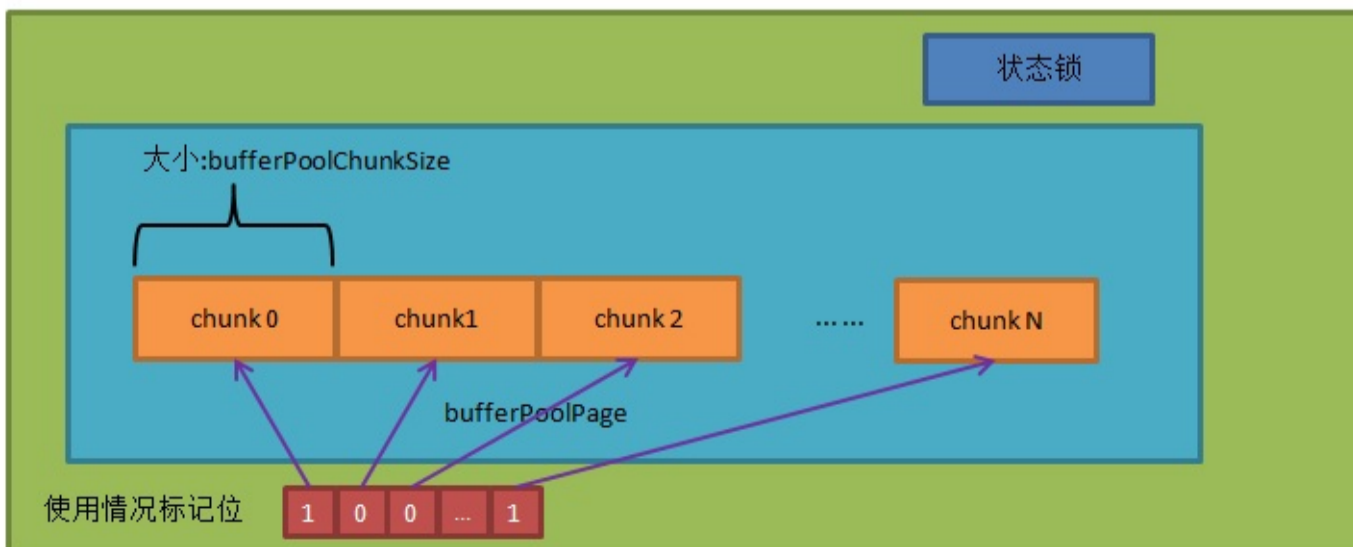 状态锁
大小:bufferPoolChunkSize
chunk 0 chunk1 chunk 2 …… chunk N
bufferPoolPage
使用情况标记位 1 0 0 ... 1